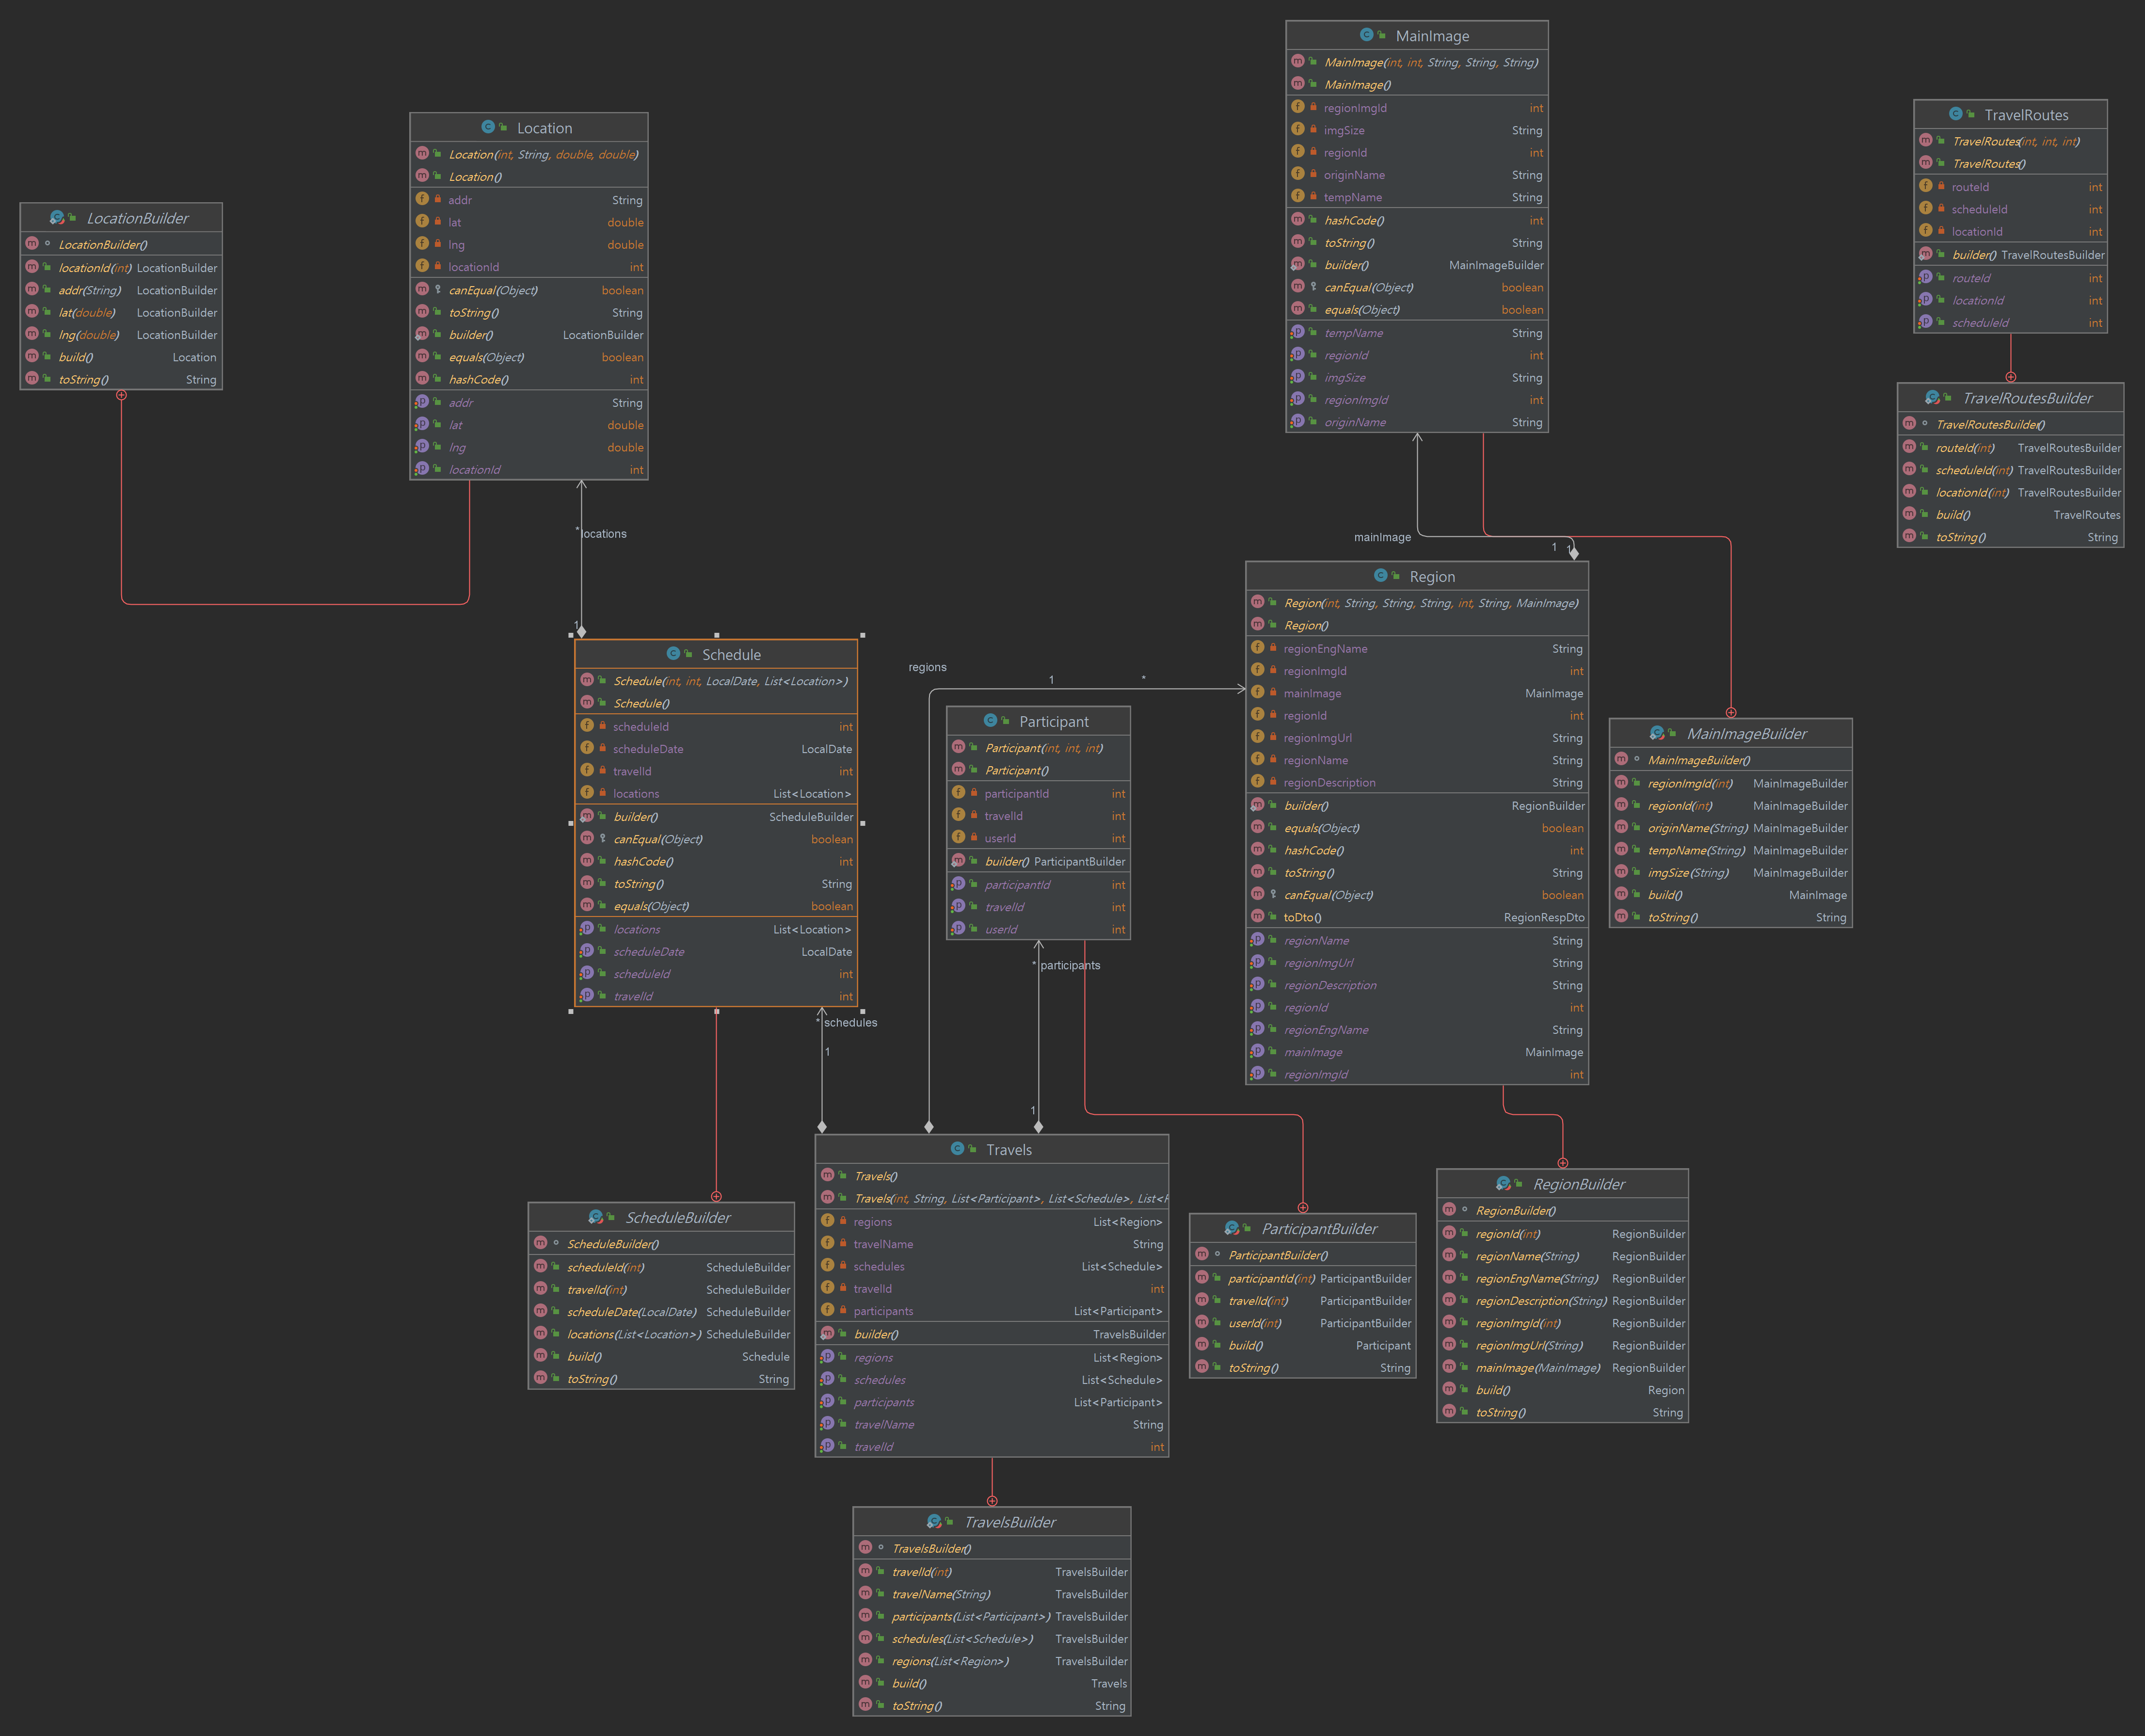 MainImage
MainImage(int, int, String, String, String)
MainImage()
regionImgId int
imgSize String
regionId int
originName String
tempName String
hashCode() int
toString() String
builder() MainImageBuilder
canEqual(Object) boolean
equals(Object) boolean
tempName String
regionId int
imgSize String
regionImgId int
originName String
TravelRoutes
TravelRoutes(int, int, int)
TravelRoutes()
routeId int
scheduleId int
locationId int
builder() TravelRoutesBuilder
routeId int
locationId int
scheduleId int
Location
Location(int, String, double, double)
Location()
addr String
lat double
lng double
locationId int
canEqual(Object) boolean
toString() String
builder() LocationBuilder
equals(Object) boolean
hashCode() int
addr String
lat double
lng double
locationId int
LocationBuilder
LocationBuilder()
locationId(int) LocationBuilder
addr(String) LocationBuilder
lat(double) LocationBuilder
lng(double) LocationBuilder
build() Location
toString() String
TravelRoutesBuilder
TravelRoutesBuilder()
routeId(int) TravelRoutesBuilder
scheduleId(int) TravelRoutesBuilder
locationId(int) TravelRoutesBuilder
build() TravelRoutes
toString() String
* locations
1
mainImage
1 1
Region
Region(int, String, String, String, int, String, MainImage)
Region()
regionEngName String
regionImgId int
mainImage MainImage
regionId int
regionImgUrl String
regionName String
regionDescription String
builder() RegionBuilder
equals(Object) boolean
hashCode() int
toString() String
canEqual(Object) boolean
toDto() RegionRespDto
regionName String
regionImgUrl String
regionDescription String
regionId int
regionEngName String
mainImage MainImage
regionImgId int
Schedule
Schedule(int, int, LocalDate, List<Location>)
Schedule()
scheduleId int
scheduleDate LocalDate
travelId int
locations List<Location>
builder() ScheduleBuilder
canEqual(Object) boolean
hashCode() int
toString() String
equals(Object) boolean
locations List<Location>
scheduleDate LocalDate
scheduleId int
travelId int
regions
1 *
Participant
Participant(int, int, int)
Participant()
participantId int
travelId int
userId int
builder() ParticipantBuilder
participantId int
travelId int
userId int
MainImageBuilder
MainImageBuilder()
regionImgId(int) MainImageBuilder
regionId(int) MainImageBuilder
originName(String) MainImageBuilder
tempName(String) MainImageBuilder
imgSize(String) MainImageBuilder
build() MainImage
toString() String
* participants
1
* schedules
1
Travels
Travels()
Travels(int, String, List<Participant>, List<Schedule>, List<R
regions List<Region>
travelName String
schedules List<Schedule>
travelId int
participants List<Participant>
builder() TravelsBuilder
regions List<Region>
schedules List<Schedule>
participants List<Participant>
travelName String
travelId int
ScheduleBuilder
ScheduleBuilder()
scheduleId(int) ScheduleBuilder
travelId(int) ScheduleBuilder
scheduleDate(LocalDate) ScheduleBuilder
locations(List<Location>) ScheduleBuilder
build() Schedule
toString() String
ParticipantBuilder
ParticipantBuilder()
participantId(int) ParticipantBuilder
travelId(int) ParticipantBuilder
userId(int) ParticipantBuilder
build() Participant
toString() String
RegionBuilder
RegionBuilder()
regionId(int) RegionBuilder
regionName(String) RegionBuilder
regionEngName(String) RegionBuilder
regionDescription(String) RegionBuilder
regionImgId(int) RegionBuilder
regionImgUrl(String) RegionBuilder
mainImage(MainImage) RegionBuilder
build() Region
toString() String
TravelsBuilder
TravelsBuilder()
travelId(int) TravelsBuilder
travelName(String) TravelsBuilder
participants(List<Participant>) TravelsBuilder
schedules(List<Schedule>) TravelsBuilder
regions(List<Region>) TravelsBuilder
build() Travels
toString() String